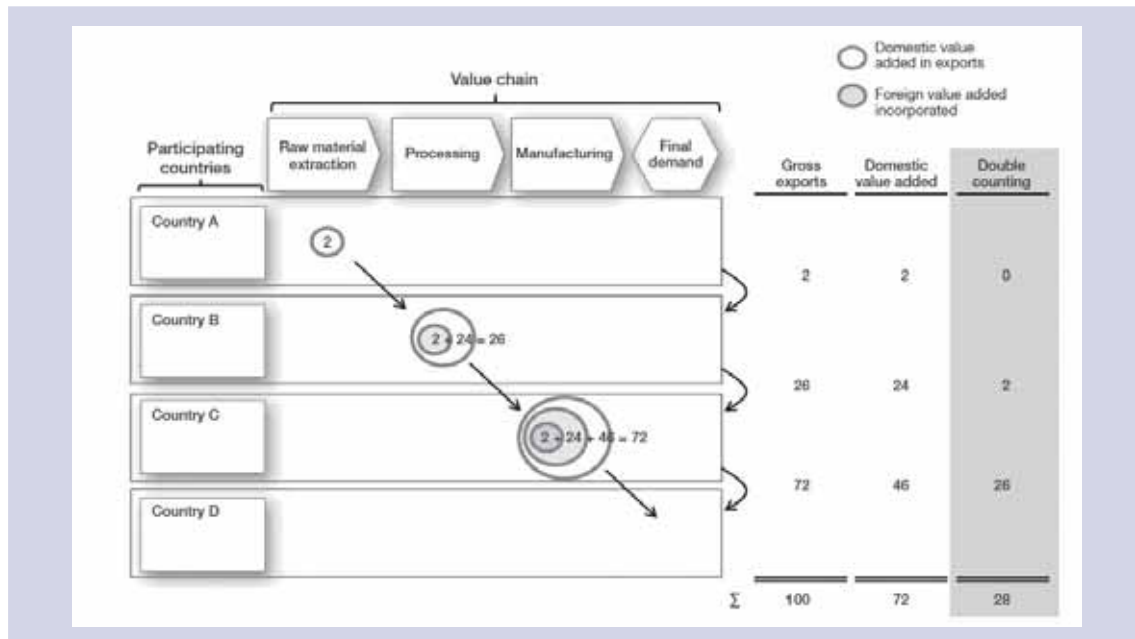 Domestic value
added in exports
Foreign value added
incorporated
Value chain
Participating
countries
Raw material
extraction
Processing
Manufacturing
Final
demand
Gross
exports
Domestic
value added
Double
counting
Country A
2
2 2 0
Country B
2 + 24 = 26
26 24 2
Country C
2 + 24 + 46 = 72
72 46 26
Country D
Σ 100 72 28